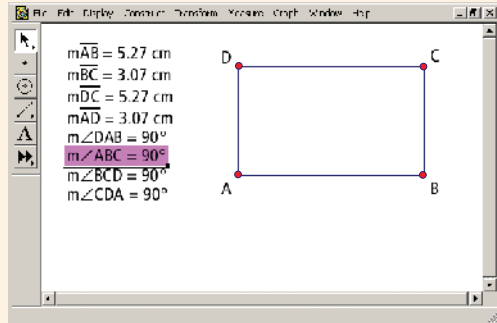 File Edit Display Construct Transform Measure Graph Window Help
mAB = 5.27 cm
mBC = 3.07 cm
mDC = 5.27 cm
mAD = 3.07 cm
m∠DAB = 90°
m∠ABC = 90°
m∠BCD = 90°
m∠CDA = 90°
D
C
A
B
A